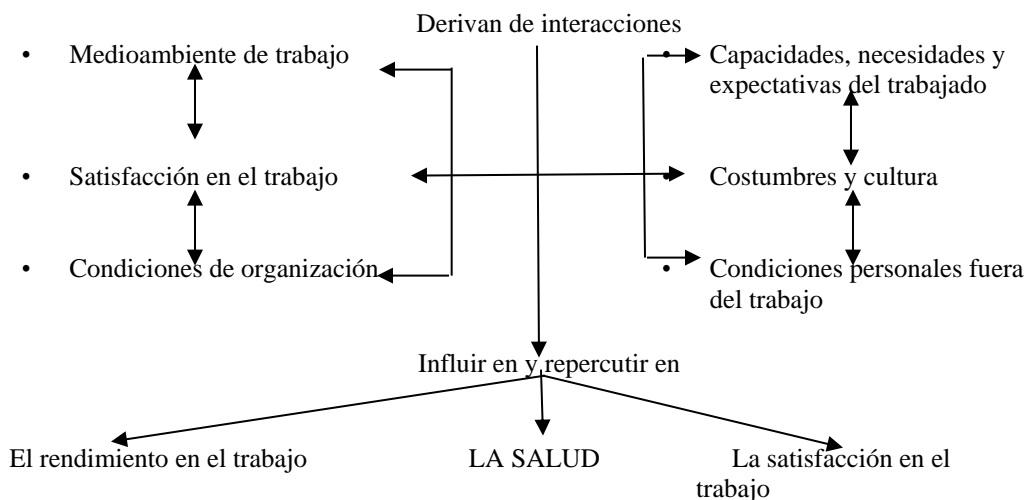 Derivan de interacciones
• Medioambiente de trabajo
• Capacidades, necesidades y
expectativas del trabajado
• Satisfacción en el trabajo
• Costumbres y cultura
• Condiciones de organización
• Condiciones personales fuera
del trabajo
Influir en y repercutir en
El rendimiento en el trabajo
LA SALUD
La satisfacción en el
trabajo